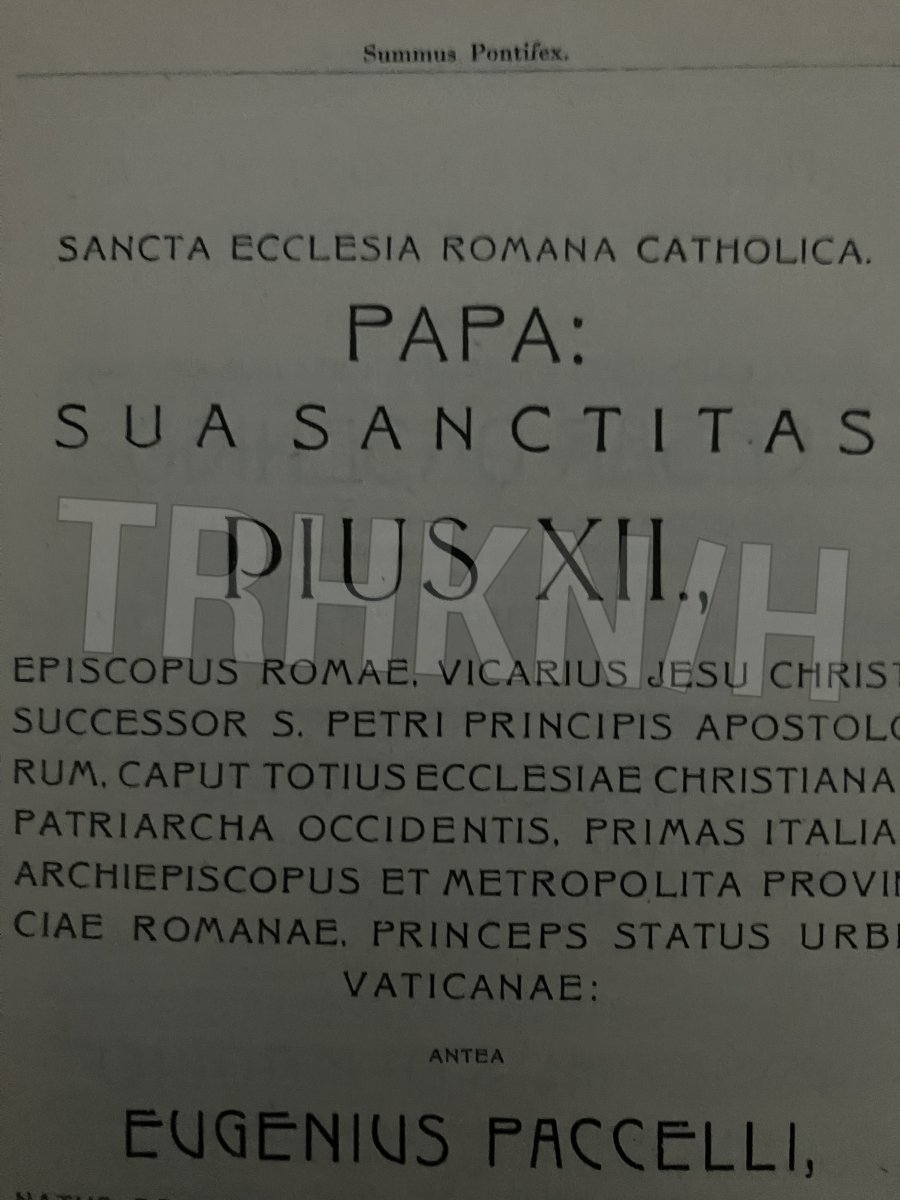 Summus Pontifex.
SANCTA ECCLESIA ROMANA CATHOLICA.
PAPA:
SUA SANCTITAS
PIUS XII.,
TRHKN/H
EPISCOPUS ROMAE, VICARIUS JESU CHRIST
SUCCESSOR S. PETRI PRINCIPIS APOSTOLO
RUM, CAPUT TOTIUS ECCLESIAE CHRISTIANA
PATRIARCHA OCCIDENTIS, PRIMAS ITALIA
ARCHIEPISCOPUS ET METROPOLITA PROVIN
CIAE ROMANAE, PRINCEPS STATUS URBI
VATICANAE:
ANTEA
EUGENIUS PACCELLI,